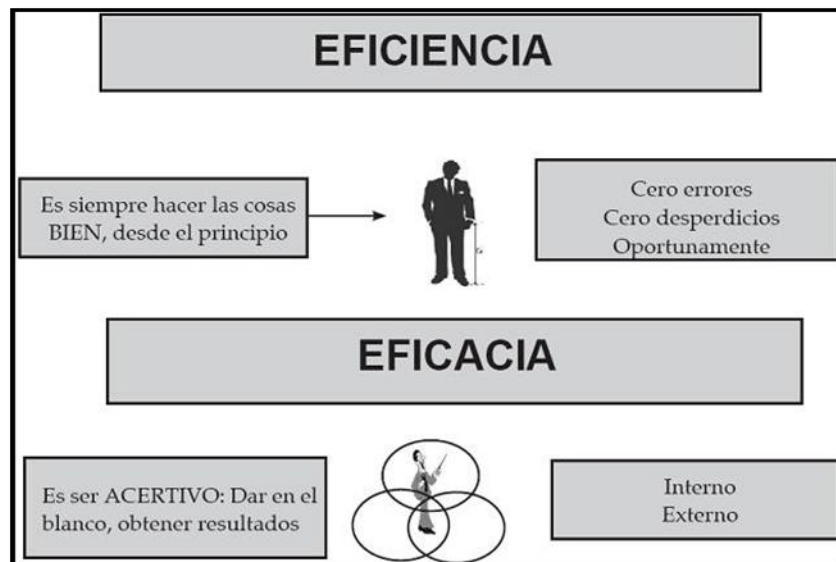 EFICIENCIA
Es siempre hacer las cosas
BIEN, desde el principio
Cero errores
Cero desperdicios
Oportunamente
EFICACIA
Es ser ACERTIVO: Dar en el
blanco, obtener resultados
Interno
Externo